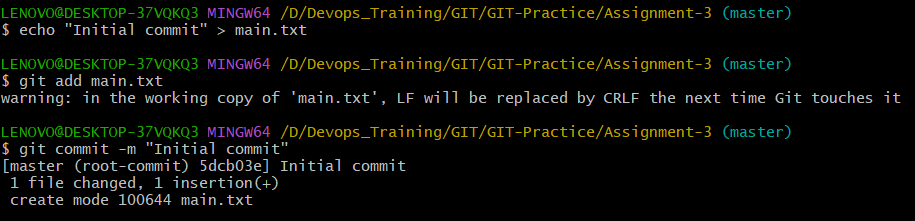 LENOVO@DESKTOP-37VQKQ3 MINGW64 /D/Devops_Training/GIT/GIT-Practice/Assignment-3 (master)
$ echo "Initial commit" > main.txt
LENOVO@DESKTOP-37VQKQ3 MINGW64 /D/Devops_Training/GIT/GIT-Practice/Assignment-3 (master)
$ git add main.txt
warning: in the working copy of 'main.txt', LF will be replaced by CRLF the next time Git touches it
LENOVO@DESKTOP-37VQKQ3 MINGW64 /D/Devops_Training/GIT/GIT-Practice/Assignment-3 (master)
$ git commit -m "Initial commit"
[master (root-commit) 5dcb03e] Initial commit
 1 file changed, 1 insertion(+)
 create mode 100644 main.txt